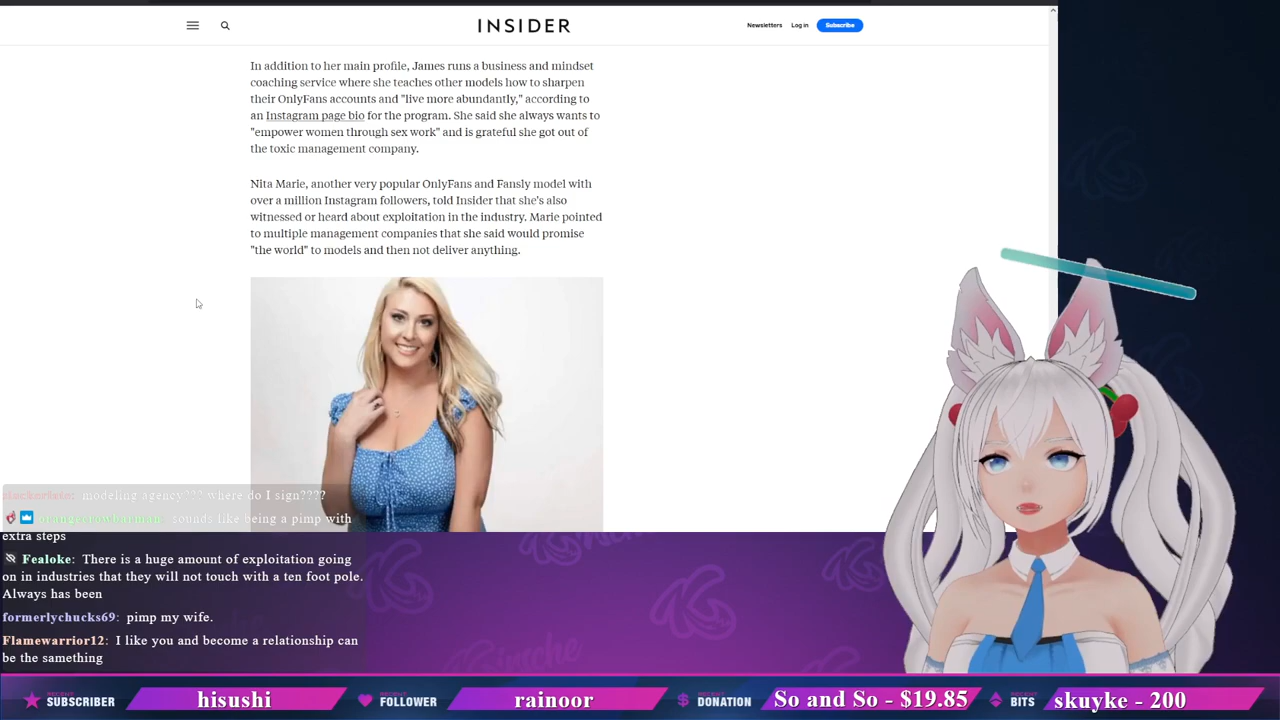 INSIDER
Newsletters
Log in
Subscribe
In addition to her main profile, James runs a business and mindset
coaching service where she teaches other models how to sharpen
their OnlyFans accounts and "live more abundantly," according to
an Instagram page bio for the program. She said she always wants to
"empower women through sex work" and is grateful she got out of
the toxic management company.
Nita Marie, another very popular OnlyFans and Fansly model with
over a million Instagram followers, told Insider that she's also
witnessed or heard about exploitation in the industry. Marie pointed
to multiple management companies that she said would promise
"the world" to models and then not deliver anything.
modeling agency??? where do I sign????
orangecrowbarman: sounds like being a pimp with
extra steps
Fealoke: There is a huge amount of exploitation going
on in industries that they will not touch with a ten foot pole.
Always has been
formerlychucks69: pimp my wife.
Flamewarrior12: I like you and become a relationship can
be the samething
RECENT SUBSCRIBER
hisushi
RECENT FOLLOWER
rainoor
RECENT DONATION
So and So - $19.85
RECENT BITS
skuyke - 200